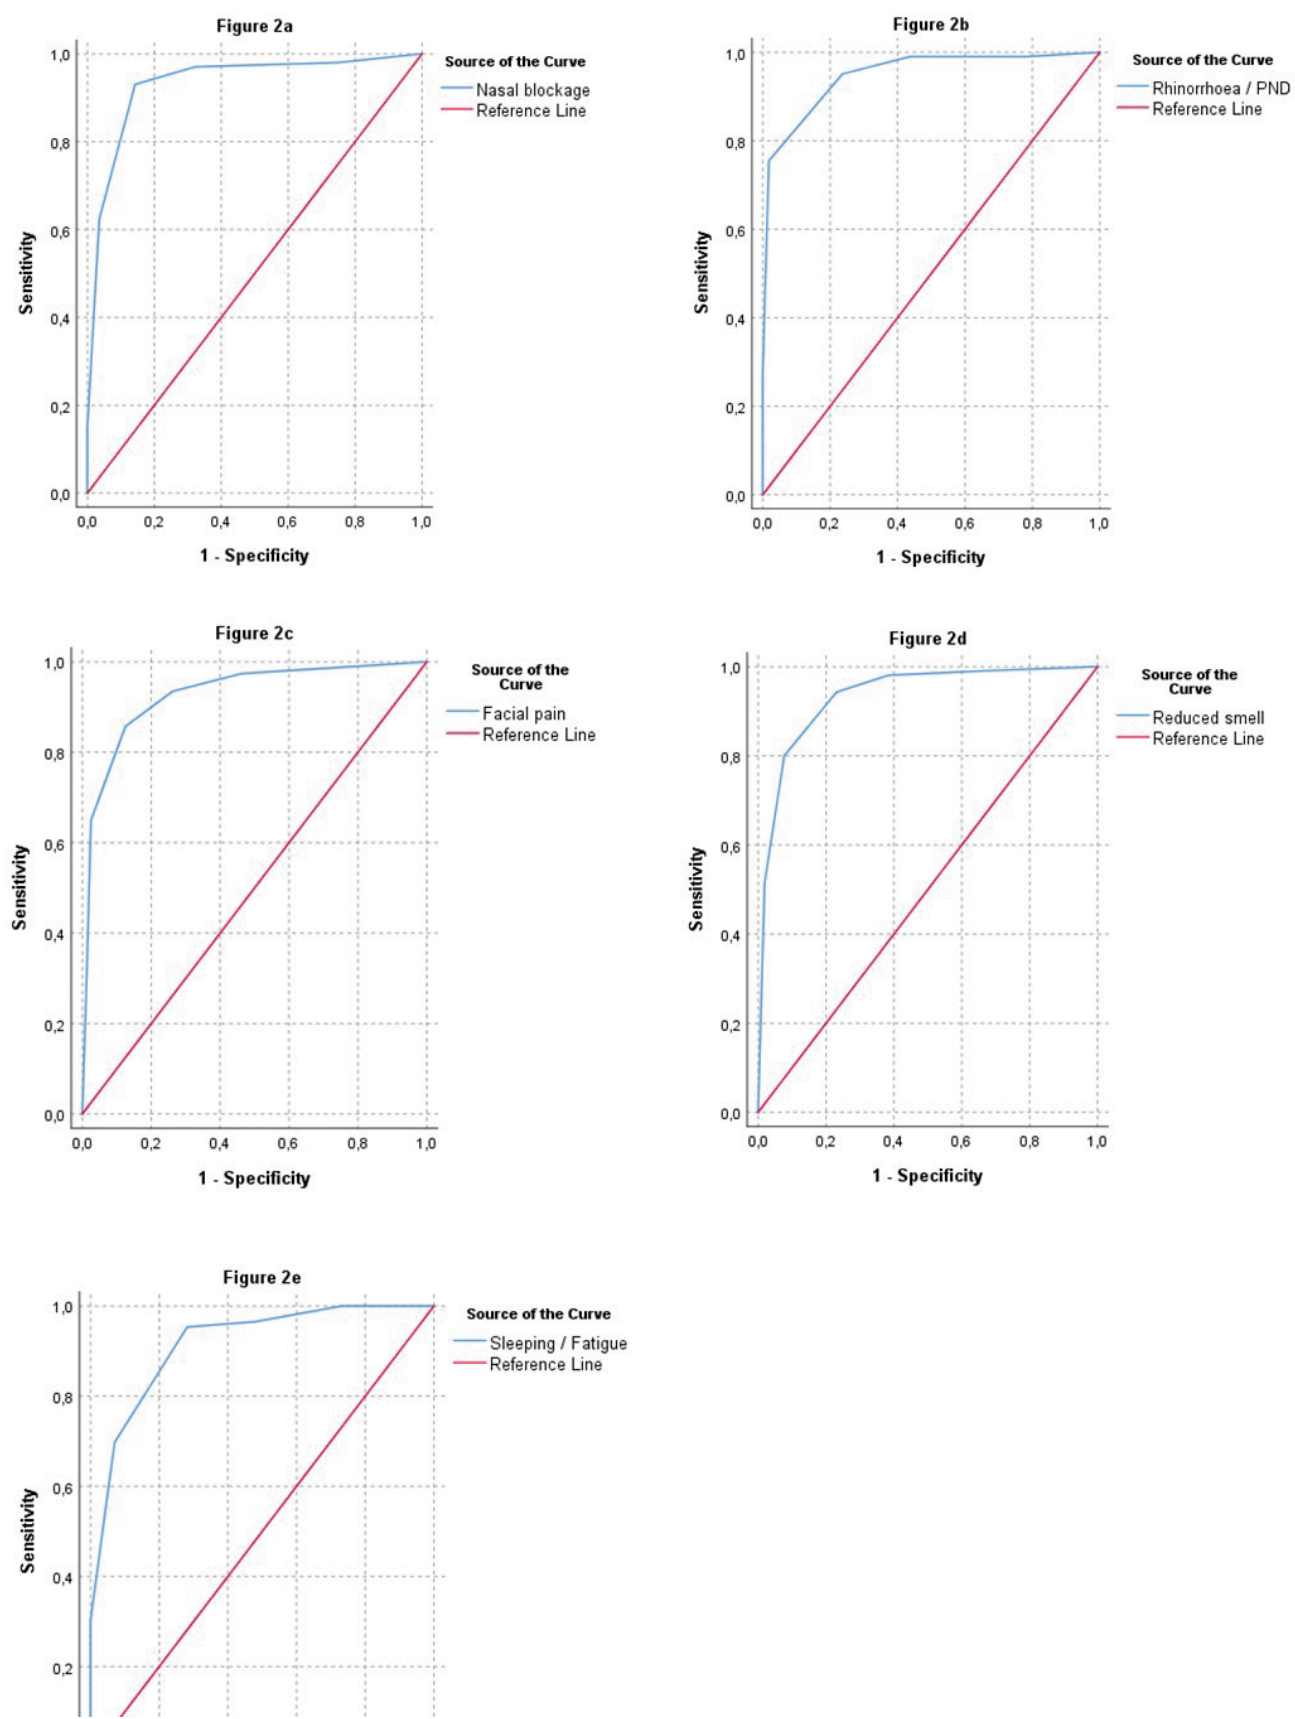 Figure 2a
1,0
0,8
0,6
0,4
0,2
0,0
Sensitivity
0,0 0,2 0,4 0,6 0,8 1,0
1 - Specificity
Source of the Curve
Nasal blockage
Reference Line
Figure 2b
1,0
0,8
0,6
0,4
0,2
0,0
Sensitivity
0,0 0,2 0,4 0,6 0,8 1,0
1 - Specificity
Source of the Curve
Rhinorrhoea / PND
Reference Line
Figure 2c
1,0
0,8
0,6
0,4
0,2
0,0
Sensitivity
0,0 0,2 0,4 0,6 0,8 1,0
1 - Specificity
Source of the
Curve
Facial pain
Reference Line
Figure 2d
1,0
0,8
0,6
0,4
0,2
0,0
Sensitivity
0,0 0,2 0,4 0,6 0,8 1,0
1 - Specificity
Source of the
Curve
Reduced smell
Reference Line
Figure 2e
1,0
0,8
0,6
0,4
0,2
Sensitivity
Source of the Curve
Sleeping / Fatigue
Reference Line